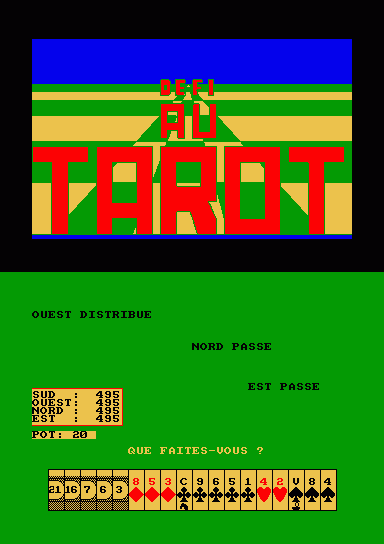 DEFI
AU
TAROT
OUEST DISTRIBUE
NORD PASSE
EST PASSE
SUD : 495
OUEST: 495
NORD : 495
EST : 495
POT: 20
QUE FAITES-VOUS ?
21 16 7 6 3 8 5 3 C 9 6 5 1 4 2 V 8 4